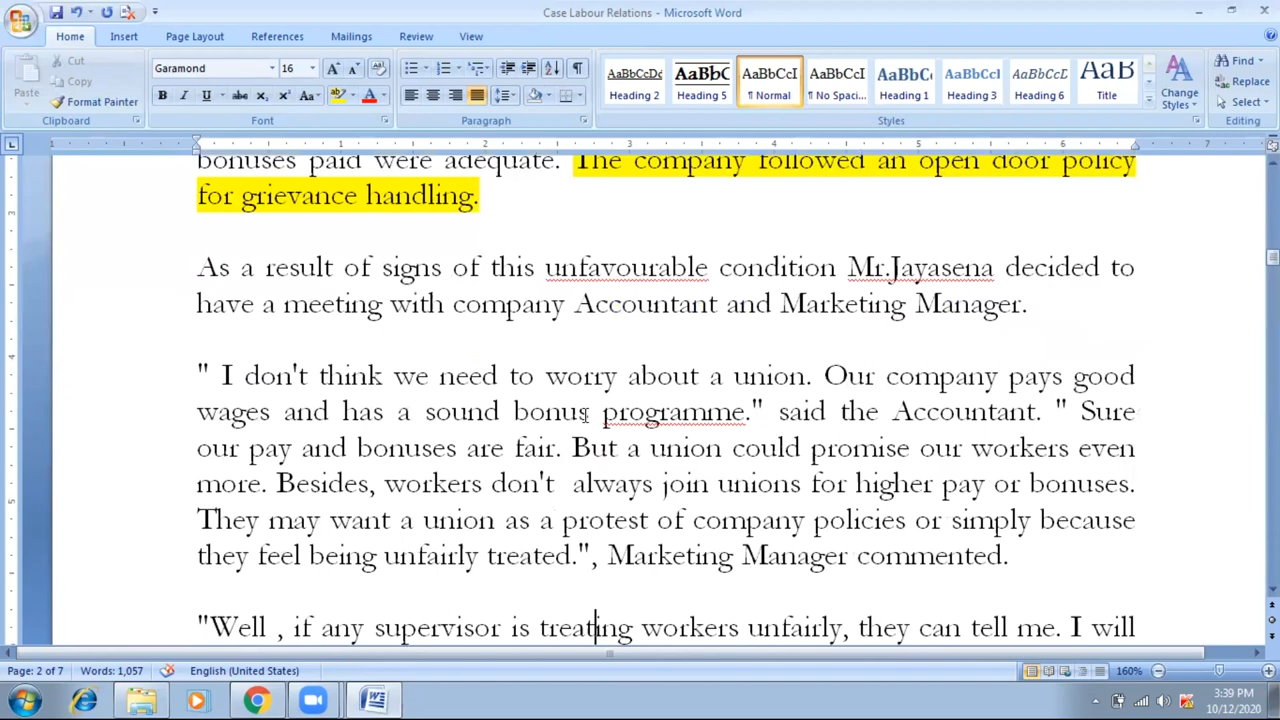 Case Labour Relations - Microsoft Word
Home Insert Page Layout References Mailings Review View
Paste
Cut
Copy
Format Painter
Clipboard
Garamond 16
Font
Paragraph
AaBbCcDc AaBbC AaBbCcI AaBbCcI AaBbC AaBbCcI AaBbCcD AaB
Heading 2 Heading 5 ¶ Normal ¶ No Spaci... Heading 1 Heading 3 Heading 6 Title
Change Styles
Styles
Find
Replace
Select
Editing
1 1 2 3 4 5 6 7
bonuses paid were adequate. The company followed an open door policy
for grievance handling.
As a result of signs of this unfavourable condition Mr.Jayasena decided to
have a meeting with company Accountant and Marketing Manager.
" I don't think we need to worry about a union. Our company pays good
wages and has a sound bonus programme." said the Accountant. " Sure
our pay and bonuses are fair. But a union could promise our workers even
more. Besides, workers don't always join unions for higher pay or bonuses.
They may want a union as a protest of company policies or simply because
they feel being unfairly treated.", Marketing Manager commented.
"Well , if any supervisor is treating workers unfairly, they can tell me. I will
Page: 2 of 7 Words: 1,057 English (United States) 160%
3:39 PM
10/12/2020